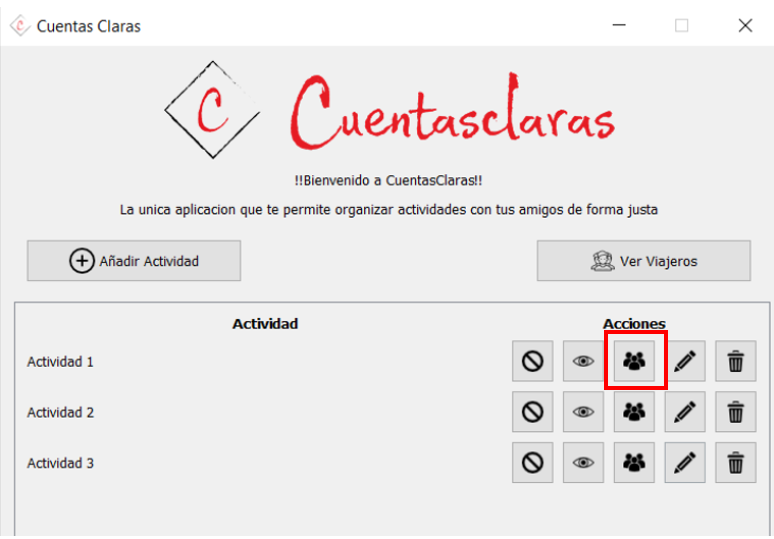 Cuentas Claras
C Cuentasclaras
!!Bienvenido a CuentasClaras!!
La unica aplicacion que te permite organizar actividades con tus amigos de forma justa
Añadir Actividad
Ver Viajeros
Actividad Acciones
Actividad 1
Actividad 2
Actividad 3